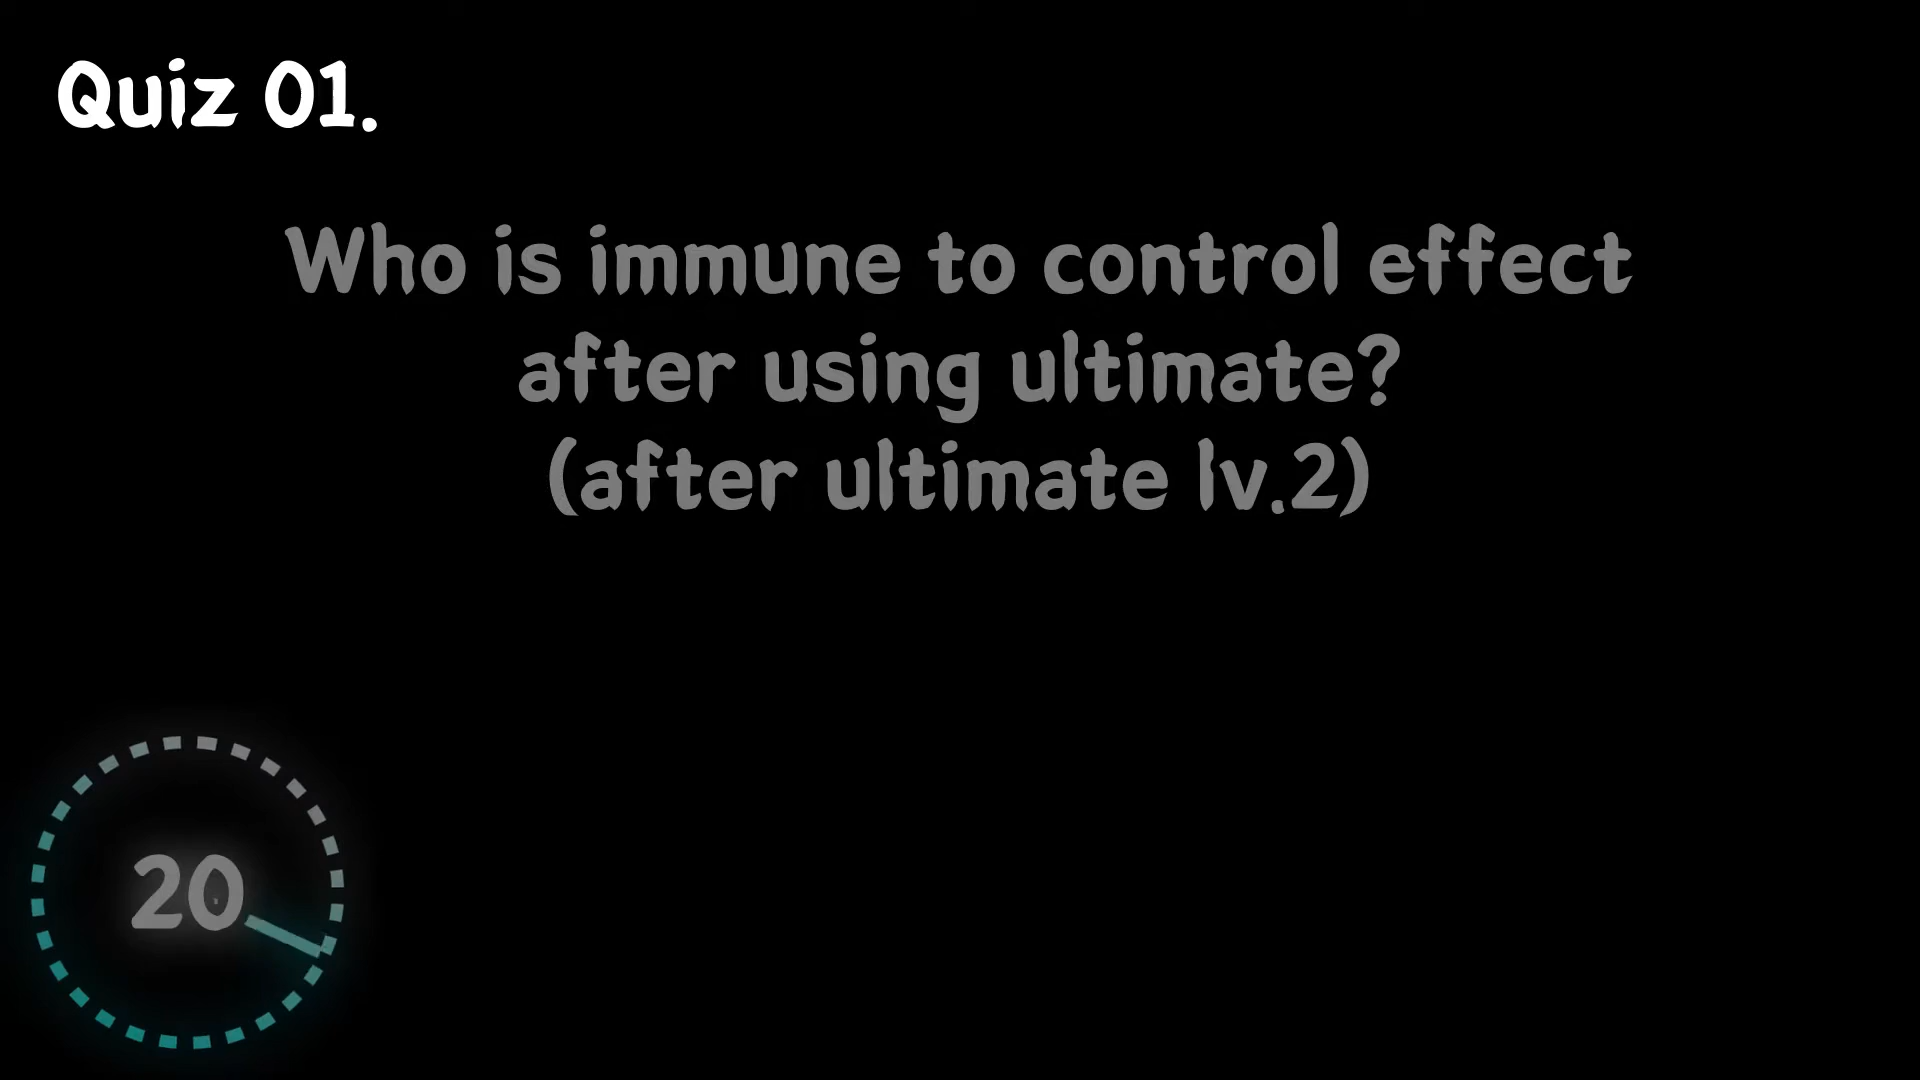 Quiz 01.
Who is immune to control effect
after using ultimate?
(after ultimate lv.2)
20